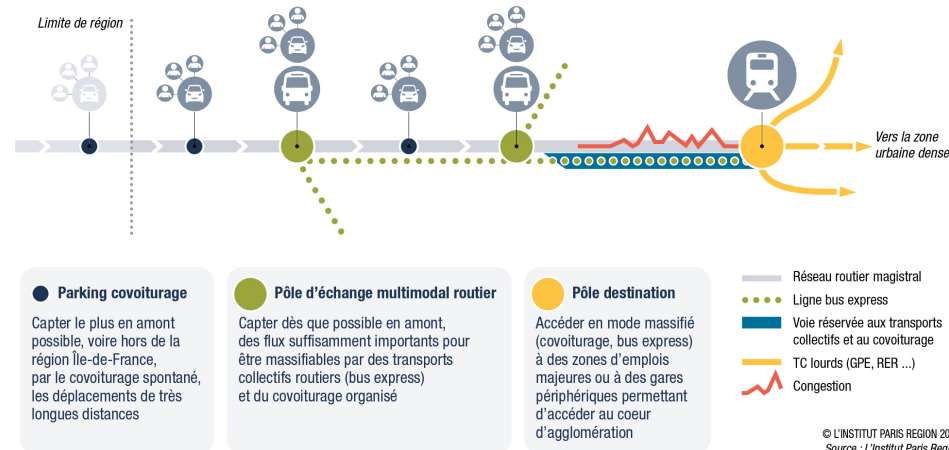 Limite de région
Vers la zone
urbaine dense
Parking covoiturage
Capter le plus en amont
possible, voire hors de la
région Île-de-France,
par le covoiturage spontané,
les déplacements de très
longues distances
Pôle d'échange multimodal routier
Capter dès que possible en amont,
des flux suffisamment importants pour
être massifiables par des transports
collectifs routiers (bus express)
et du covoiturage organisé
Pôle destination
Accéder en mode massifié
(covoiturage, bus express)
à des zones d'emplois
majeures ou à des gares
périphériques permettant
d'accéder au coeur
d'agglomération
Réseau routier magistral
Ligne bus express
Voie réservée aux transports
collectifs et au covoiturage
TC lourds (GPE, RER ...)
Congestion
© L'INSTITUT PARIS REGION 20
Source : L'Institut Paris Regi